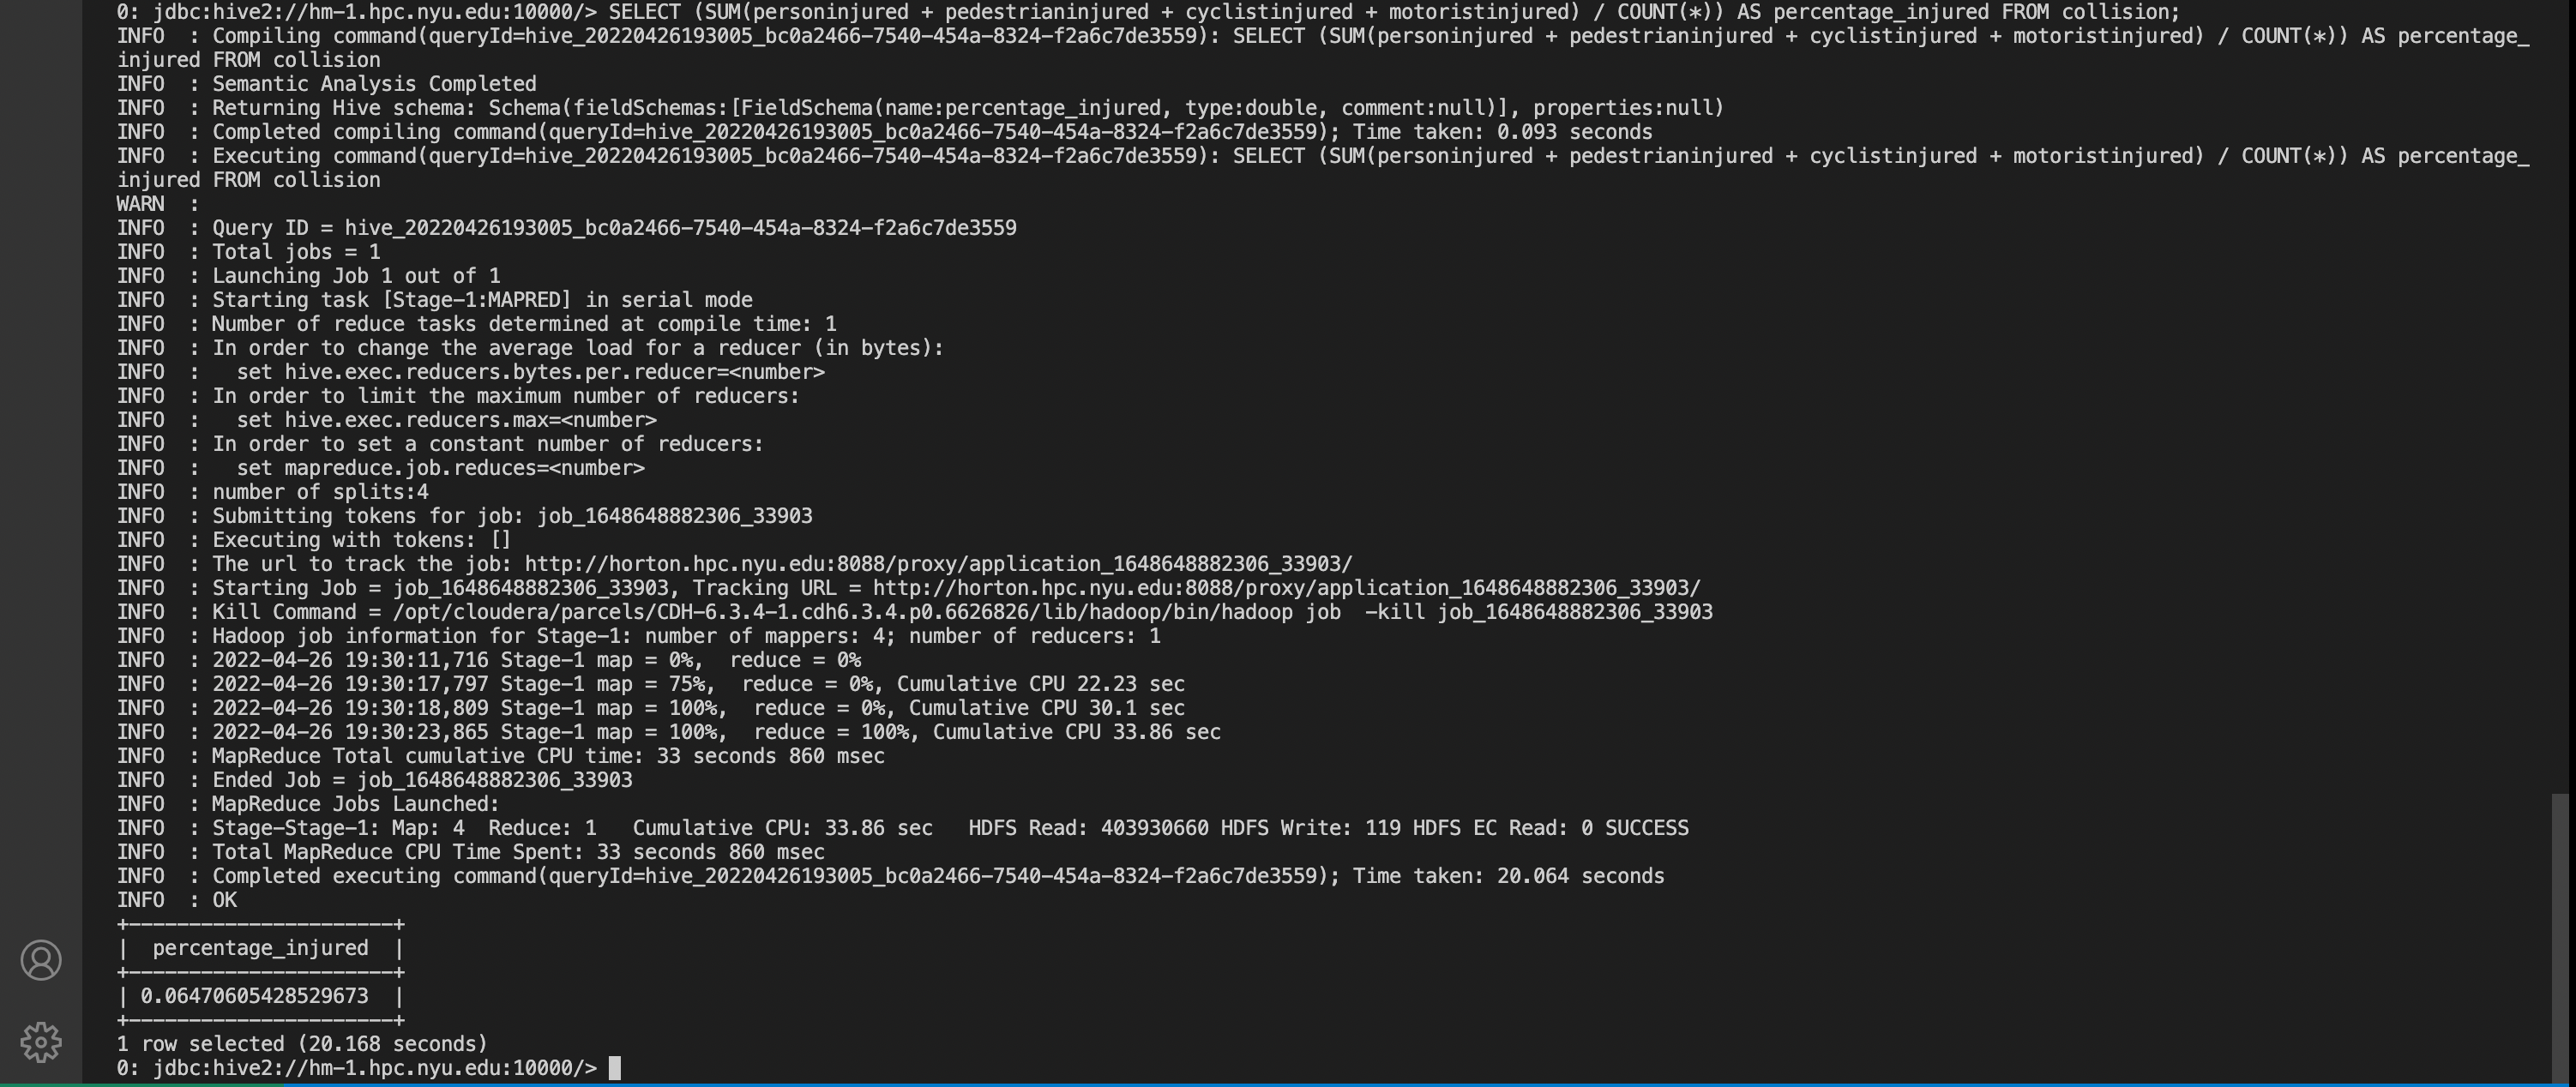 0: jdbc:hive2://hm-1.hpc.nyu.edu:10000/> SELECT (SUM(personinjured + pedestrianinjured + cyclistinjured + motoristinjured) / COUNT(*)) AS percentage_injured FROM collision;
INFO  : Compiling command(queryId=hive_20220426193005_bc0a2466-7540-454a-8324-f2a6c7de3559): SELECT (SUM(personinjured + pedestrianinjured + cyclistinjured + motoristinjured) / COUNT(*)) AS percentage_
injured FROM collision
INFO  : Semantic Analysis Completed
INFO  : Returning Hive schema: Schema(fieldSchemas:[FieldSchema(name:percentage_injured, type:double, comment:null)], properties:null)
INFO  : Completed compiling command(queryId=hive_20220426193005_bc0a2466-7540-454a-8324-f2a6c7de3559); Time taken: 0.093 seconds
INFO  : Executing command(queryId=hive_20220426193005_bc0a2466-7540-454a-8324-f2a6c7de3559): SELECT (SUM(personinjured + pedestrianinjured + cyclistinjured + motoristinjured) / COUNT(*)) AS percentage_
injured FROM collision
WARN  :
INFO  : Query ID = hive_20220426193005_bc0a2466-7540-454a-8324-f2a6c7de3559
INFO  : Total jobs = 1
INFO  : Launching Job 1 out of 1
INFO  : Starting task [Stage-1:MAPRED] in serial mode
INFO  : Number of reduce tasks determined at compile time: 1
INFO  : In order to change the average load for a reducer (in bytes):
INFO  :   set hive.exec.reducers.bytes.per.reducer=<number>
INFO  : In order to limit the maximum number of reducers:
INFO  :   set hive.exec.reducers.max=<number>
INFO  : In order to set a constant number of reducers:
INFO  :   set mapreduce.job.reduces=<number>
INFO  : number of splits:4
INFO  : Submitting tokens for job: job_1648648882306_33903
INFO  : Executing with tokens: []
INFO  : The url to track the job: http://horton.hpc.nyu.edu:8088/proxy/application_1648648882306_33903/
INFO  : Starting Job = job_1648648882306_33903, Tracking URL = http://horton.hpc.nyu.edu:8088/proxy/application_1648648882306_33903/
INFO  : Kill Command = /opt/cloudera/parcels/CDH-6.3.4-1.cdh6.3.4.p0.6626826/lib/hadoop/bin/hadoop job  -kill job_1648648882306_33903
INFO  : Hadoop job information for Stage-1: number of mappers: 4; number of reducers: 1
INFO  : 2022-04-26 19:30:11,716 Stage-1 map = 0%,  reduce = 0%
INFO  : 2022-04-26 19:30:17,797 Stage-1 map = 75%,  reduce = 0%, Cumulative CPU 22.23 sec
INFO  : 2022-04-26 19:30:18,809 Stage-1 map = 100%,  reduce = 0%, Cumulative CPU 30.1 sec
INFO  : 2022-04-26 19:30:23,865 Stage-1 map = 100%,  reduce = 100%, Cumulative CPU 33.86 sec
INFO  : MapReduce Total cumulative CPU time: 33 seconds 860 msec
INFO  : Ended Job = job_1648648882306_33903
INFO  : MapReduce Jobs Launched:
INFO  : Stage-Stage-1: Map: 4  Reduce: 1   Cumulative CPU: 33.86 sec   HDFS Read: 403930660 HDFS Write: 119 HDFS EC Read: 0 SUCCESS
INFO  : Total MapReduce CPU Time Spent: 33 seconds 860 msec
INFO  : Completed executing command(queryId=hive_20220426193005_bc0a2466-7540-454a-8324-f2a6c7de3559); Time taken: 20.064 seconds
INFO  : OK
+----------------------+
|  percentage_injured  |
+----------------------+
| 0.06470605428529673  |
+----------------------+
1 row selected (20.168 seconds)
0: jdbc:hive2://hm-1.hpc.nyu.edu:10000/>